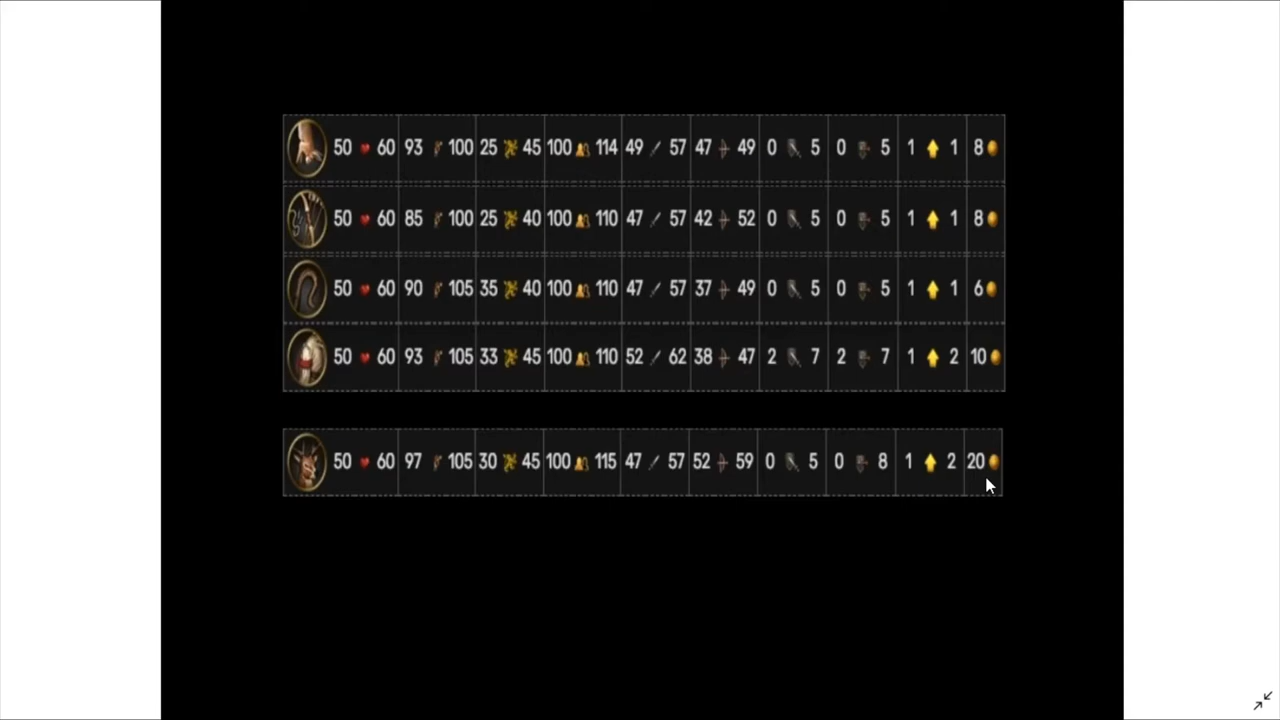 50 60 93 100 25 45 100 114 49 57 47 49 0 5 0 5 1 1 8
50 60 85 100 25 40 100 110 47 57 42 52 0 5 0 5 1 1 8
50 60 90 105 35 40 100 110 47 57 37 49 0 5 0 5 1 1 6
50 60 93 105 33 45 100 110 52 62 38 47 2 7 2 7 1 2 10
50 60 97 105 30 45 100 115 47 57 52 59 0 5 0 8 1 2 20